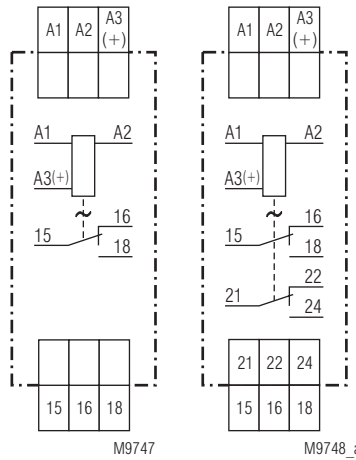 A1 A2 A3 (+)
A1 A2
A3(+)
~
15 16
18
15 16 18
M9747
A1 A2 A3 (+)
A1 A2
A3(+)
~
15 16
18
21 22
24
21 22 24
15 16 18
M9748_a